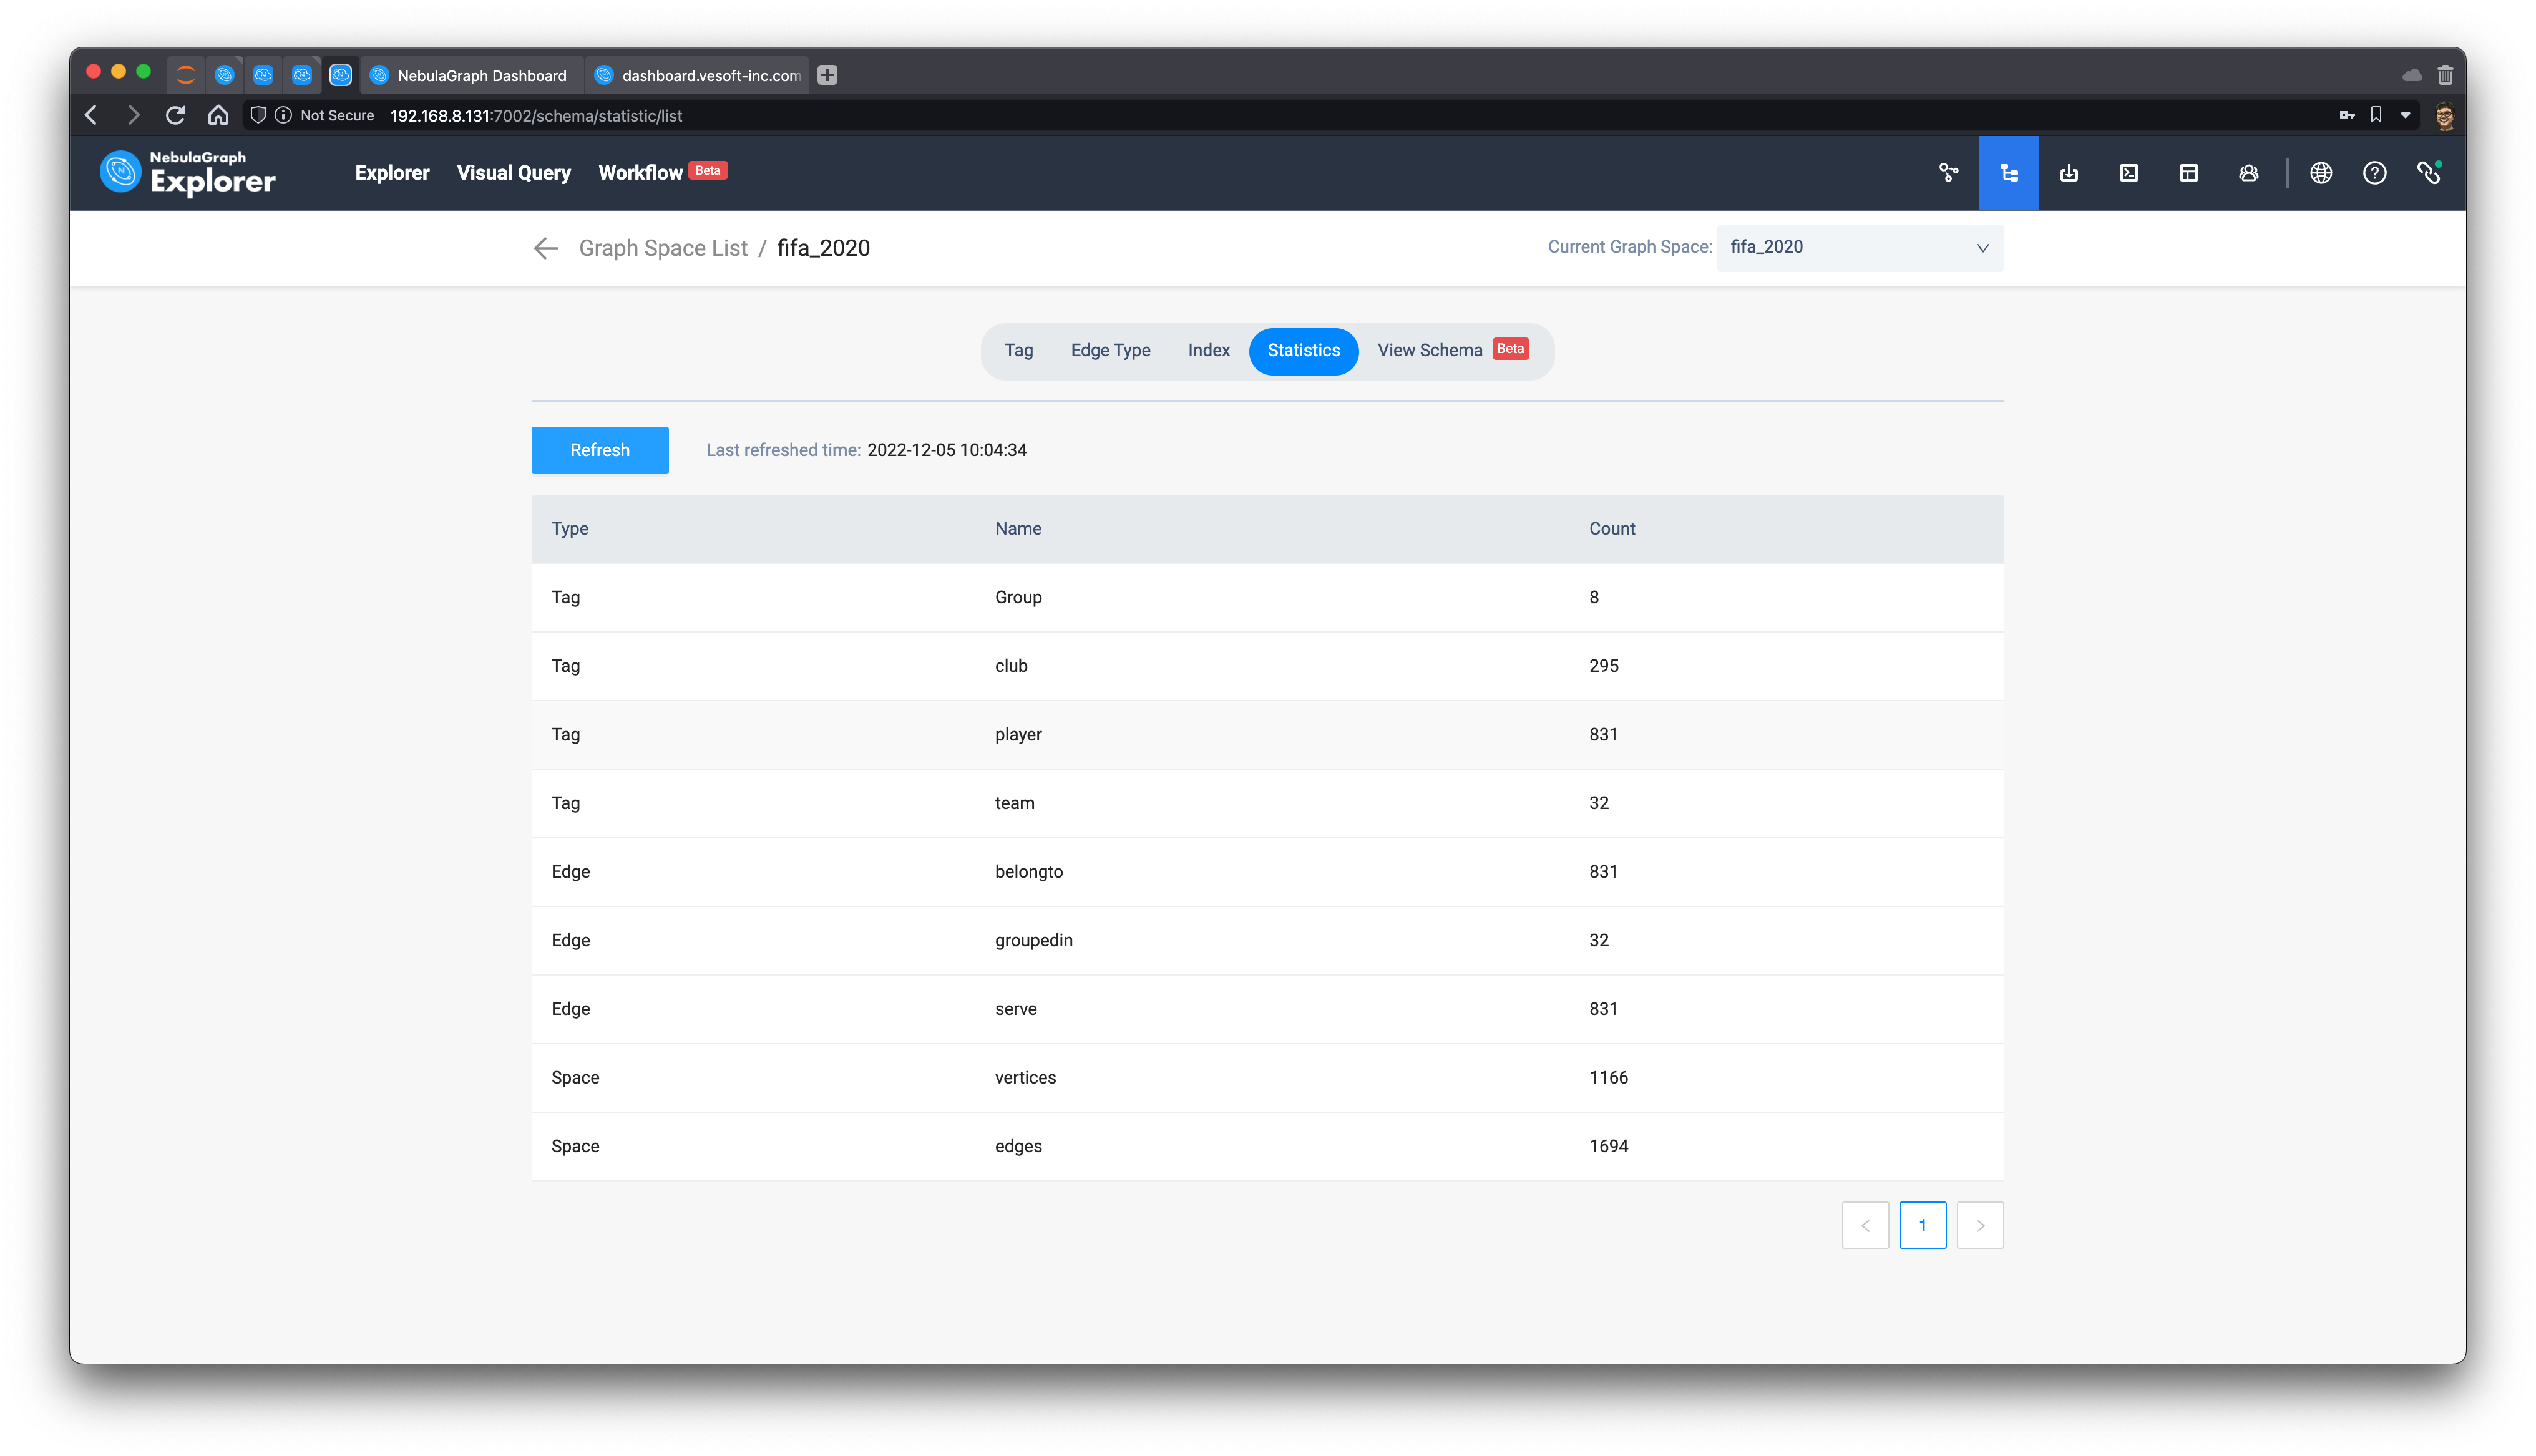 NebulaGraph Dashboard dashboard.vesoft-inc.com
Not Secure 192.168.8.131:7002/schema/statistic/list
NebulaGraph
Explorer
Explorer Visual Query Workflow Beta
Graph Space List / fifa_2020 Current Graph Space: fifa_2020
Tag Edge Type Index Statistics View Schema Beta
Refresh Last refreshed time: 2022-12-05 10:04:34
Type Name Count
Tag Group 8
Tag club 295
Tag player 831
Tag team 32
Edge belongto 831
Edge groupedin 32
Edge serve 831
Space vertices 1166
Space edges 1694
< 1 >